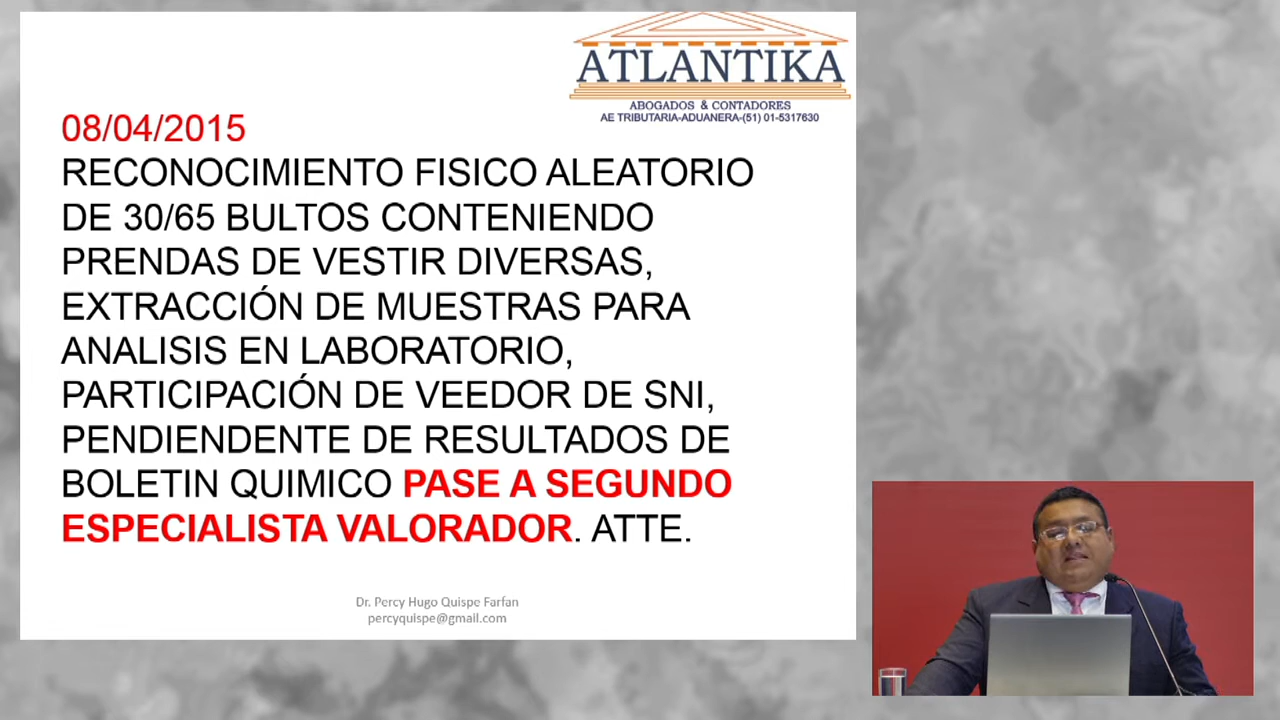 ATLANTIKA
ABOGADOS & CONTADORES
AE TRIBUTARIA-ADUANERA-(51) 01-5317630
08/04/2015
RECONOCIMIENTO FISICO ALEATORIO
DE 30/65 BULTOS CONTENIENDO
PRENDAS DE VESTIR DIVERSAS,
EXTRACCIÓN DE MUESTRAS PARA
ANALISIS EN LABORATORIO,
PARTICIPACIÓN DE VEEDOR DE SNI,
PENDIENDENTE DE RESULTADOS DE
BOLETIN QUIMICO PASE A SEGUNDO
ESPECIALISTA VALORADOR. ATTE.
Dr. Percy Hugo Quispe Farfan
percyquispe@gmail.com